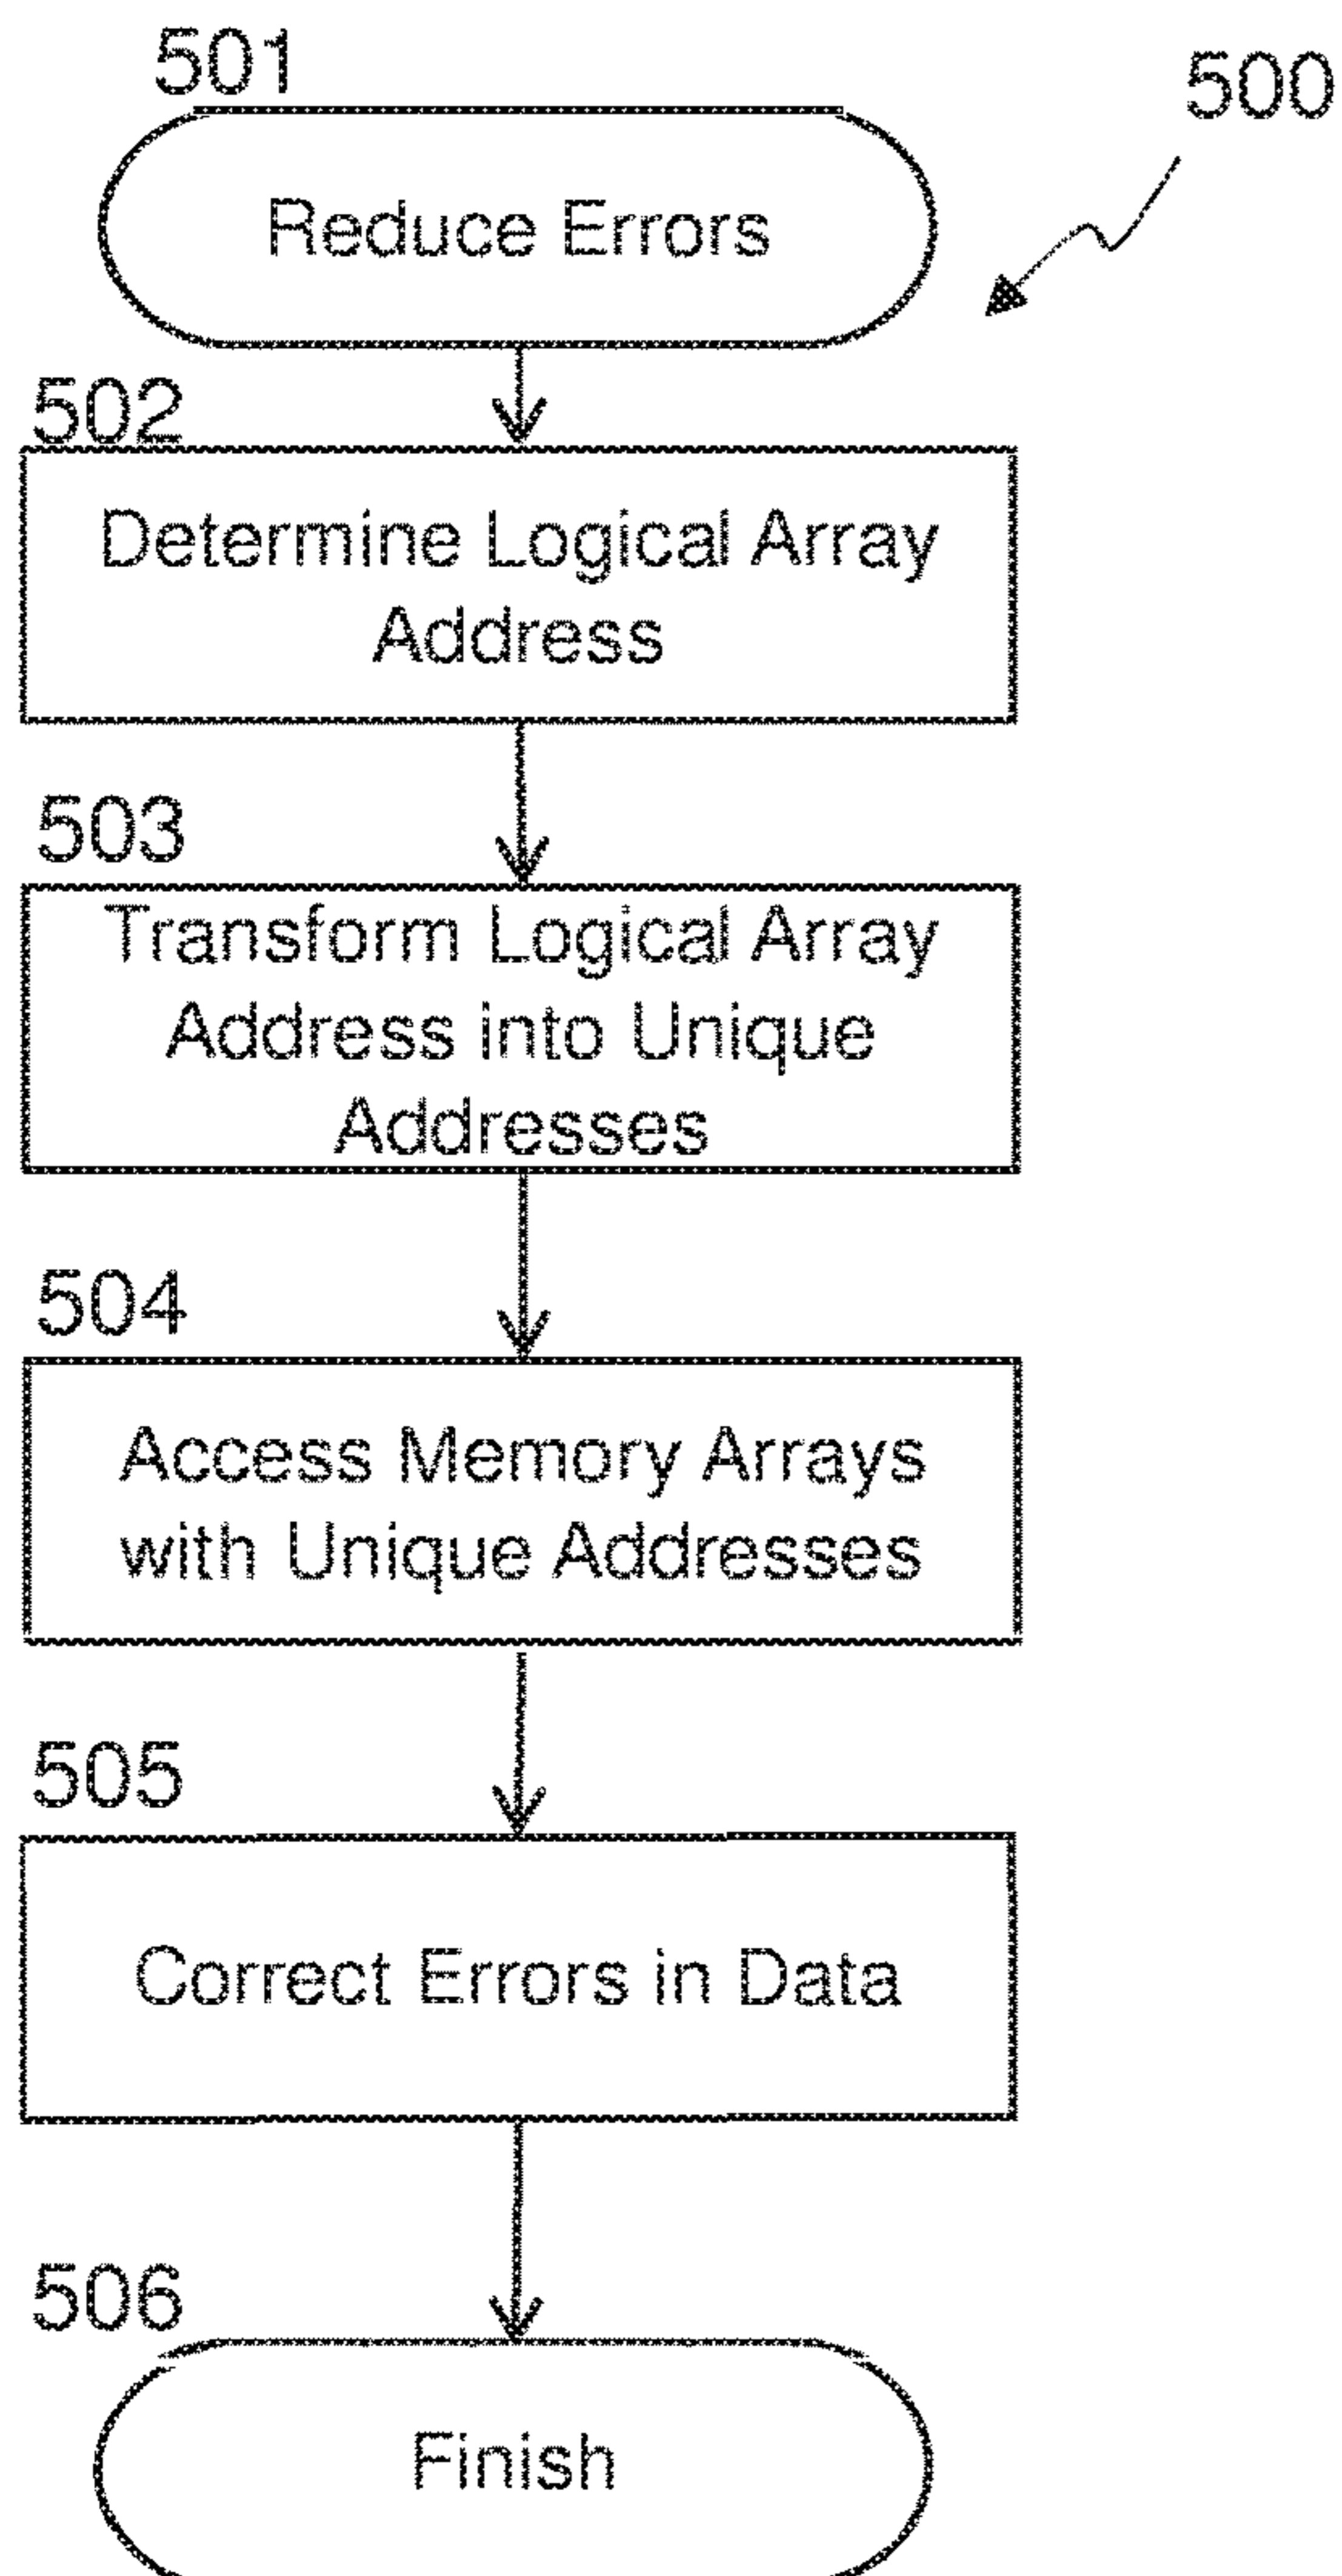 501
500
Reduce Errors
502
Determine Logical Array
Address
503
Transform Logical Array
Address into Unique
Addresses
504
Access Memory Arrays
with Unique Addresses
505
Correct Errors in Data
506
Finish